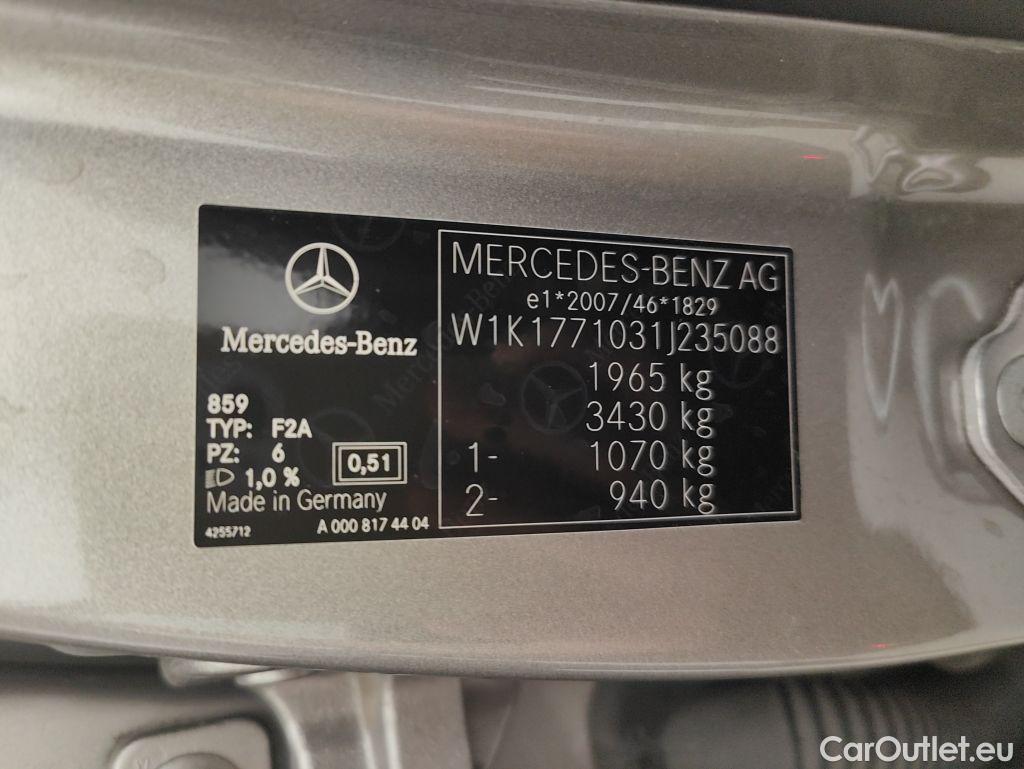 Mercedes-Benz
859
TYP: F2A
PZ: 6
1,0 %
0,51
Made in Germany
4255712
A 000 817 44 04
MERCEDES-BENZ AG
e1*2007/46*1829
W1K1771031J235088
1965 kg
3430 kg
1- 1070 kg
2- 940 kg
CarOutlet.eu